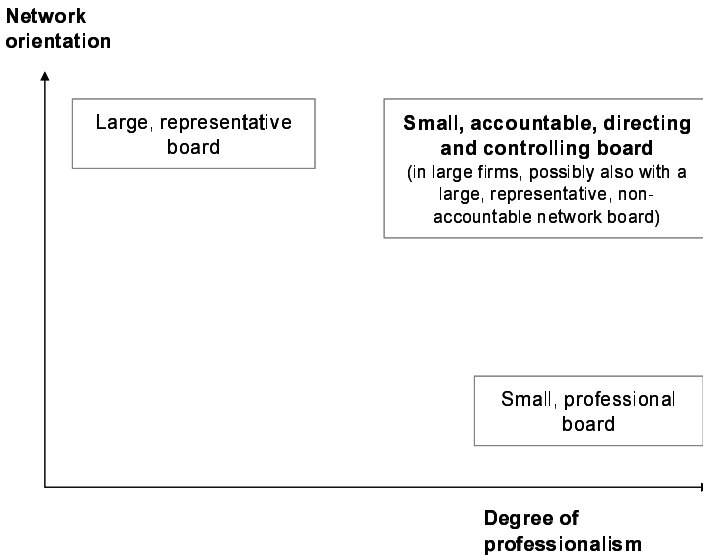 Network
orientation
Large, representative
board
Small, accountable, directing
and controlling board
(in large firms, possibly also with a
large, representative, non-
accountable network board)
Small, professional
board
Degree of
professionalism